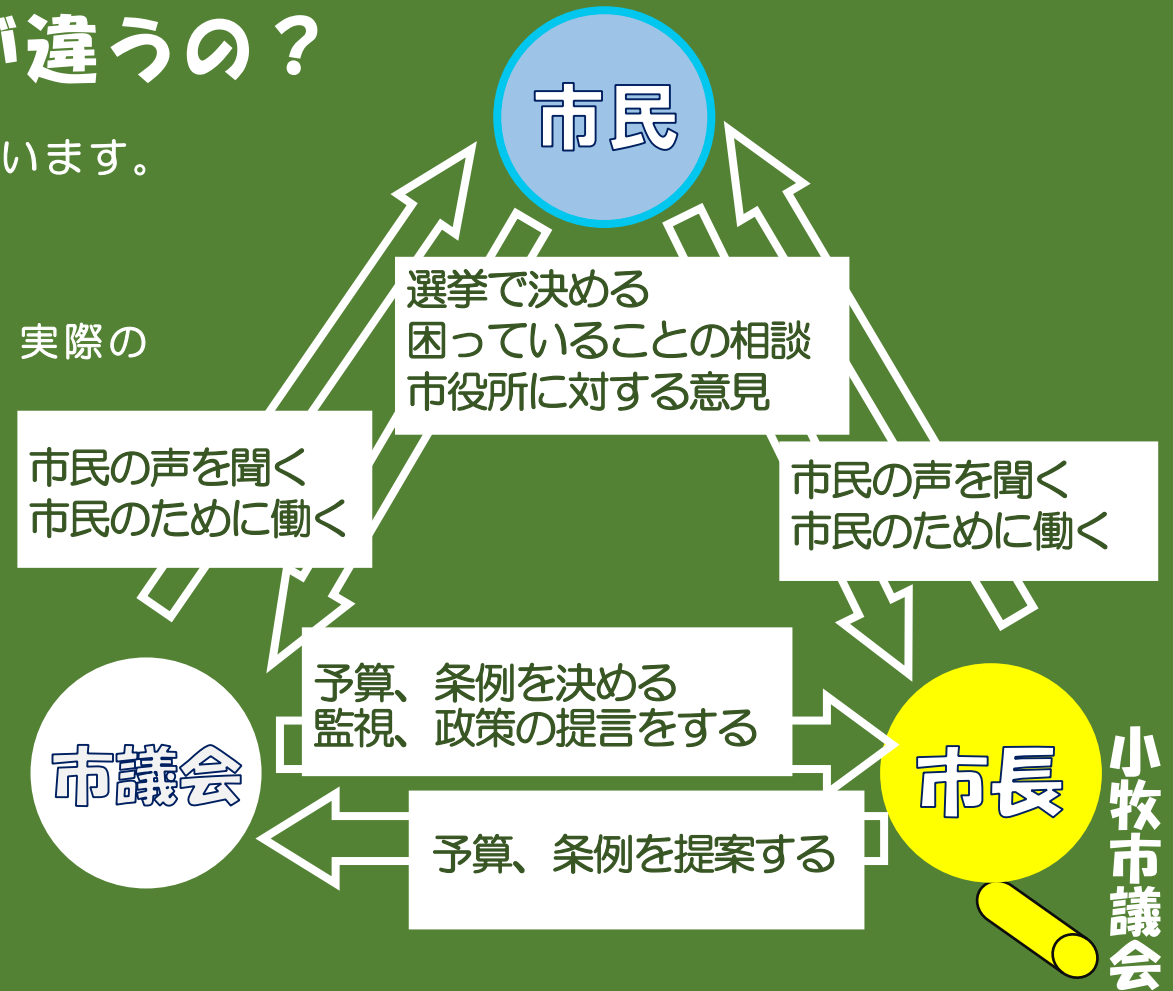 が違うの？
います。
実際の
市民
選挙で決める
困っていることの相談
市役所に対する意見
市民の声を聞く
市民のために働く
市民の声を聞く
市民のために働く
予算、条例を決める
監視、政策の提言をする
市議会
市長
予算、条例を提案する
小牧市議会